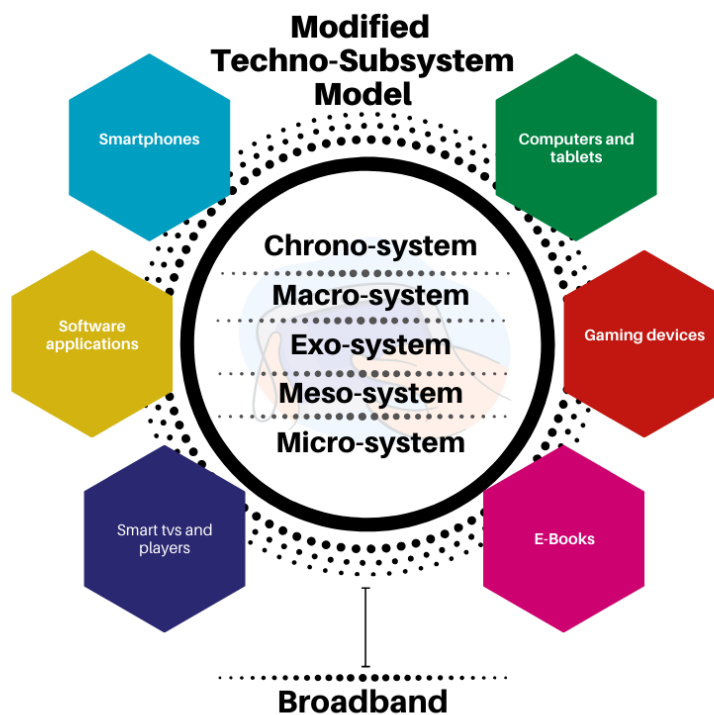 Modified
Techno-Subsystem
Model
Smartphones
Computers and
tablets
Chrono-system
Macro-system
Exo-system
Meso-system
Micro-system
Software
applications
Gaming devices
Smart tvs and
players
E-Books
Broadband